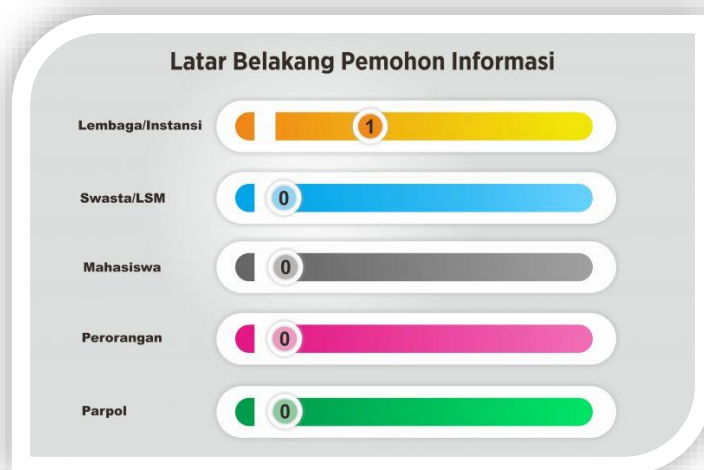 Latar Belakang Pemohon Informasi
Lembaga/Instansi 1
Swasta/LSM 0
Mahasiswa 0
Perorangan 0
Parpol 0